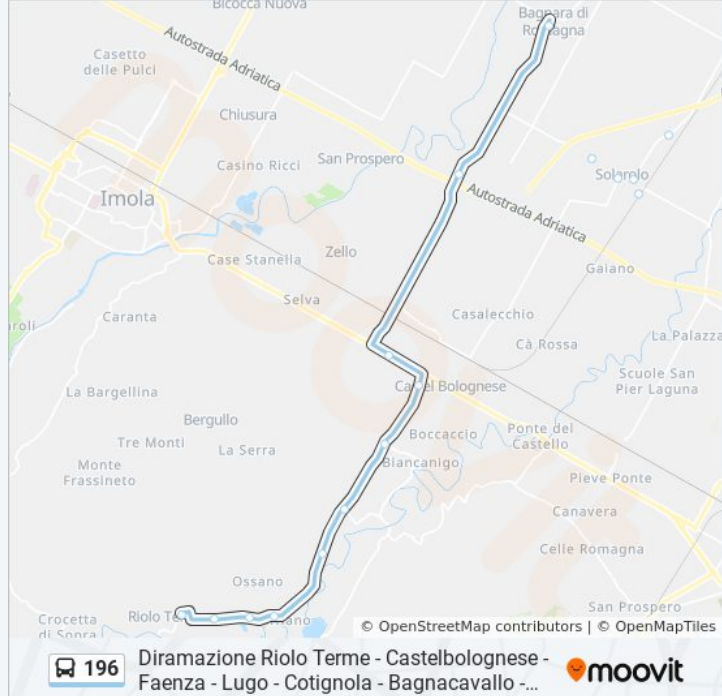 Bicocca Nuova
Bagnara di
Romagna
Autostrada Adriatica
Casetto
delle Pulci
Chiusura
San Prospero
Casino Ricci
Solarolo
Imola
Autostrada Adriatica
Zello
Case Stanella
Gaiano
Selva
Casalecchio
Caranta
La Palazza
Cà Rossa
Scuole San
Pier Laguna
Castel Bolognese
La Bargellina
Bergullo
Boccaccio
Ponte del
Castello
Tre Monti
La Serra
Biancanigo
Monte
Frassineto
Pieve Ponte
Canavera
Celle Romagna
Ossano
San Prospero
Crocetta
di Sopra
Riolo Te
© OpenStreetMap contributors | © OpenMapTiles
196
Diramazione Riolo Terme - Castelbolognese -
Faenza - Lugo - Cotignola - Bagnacavallo -...
moovit